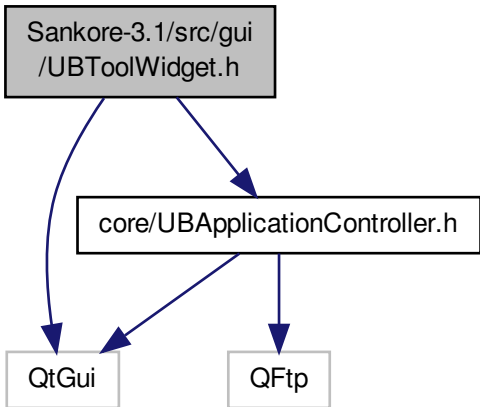 Sankore-3.1/src/gui
/UBToolWidget.h
core/UBApplicationController.h
QtGui
QFtp